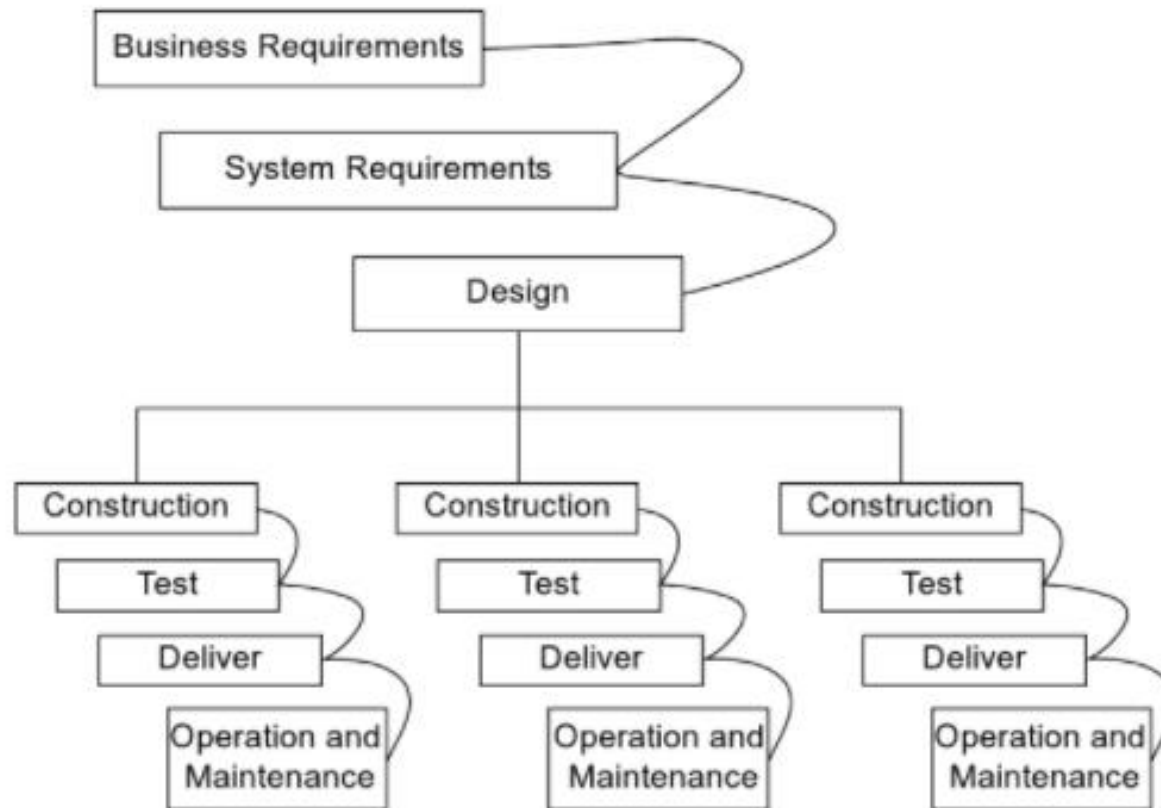 Business Requirements
System Requirements
Design
Construction
Construction
Construction
Test
Test
Test
Deliver
Deliver
Deliver
Operation and
Maintenance
Operation and
Maintenance
Operation and
Maintenance